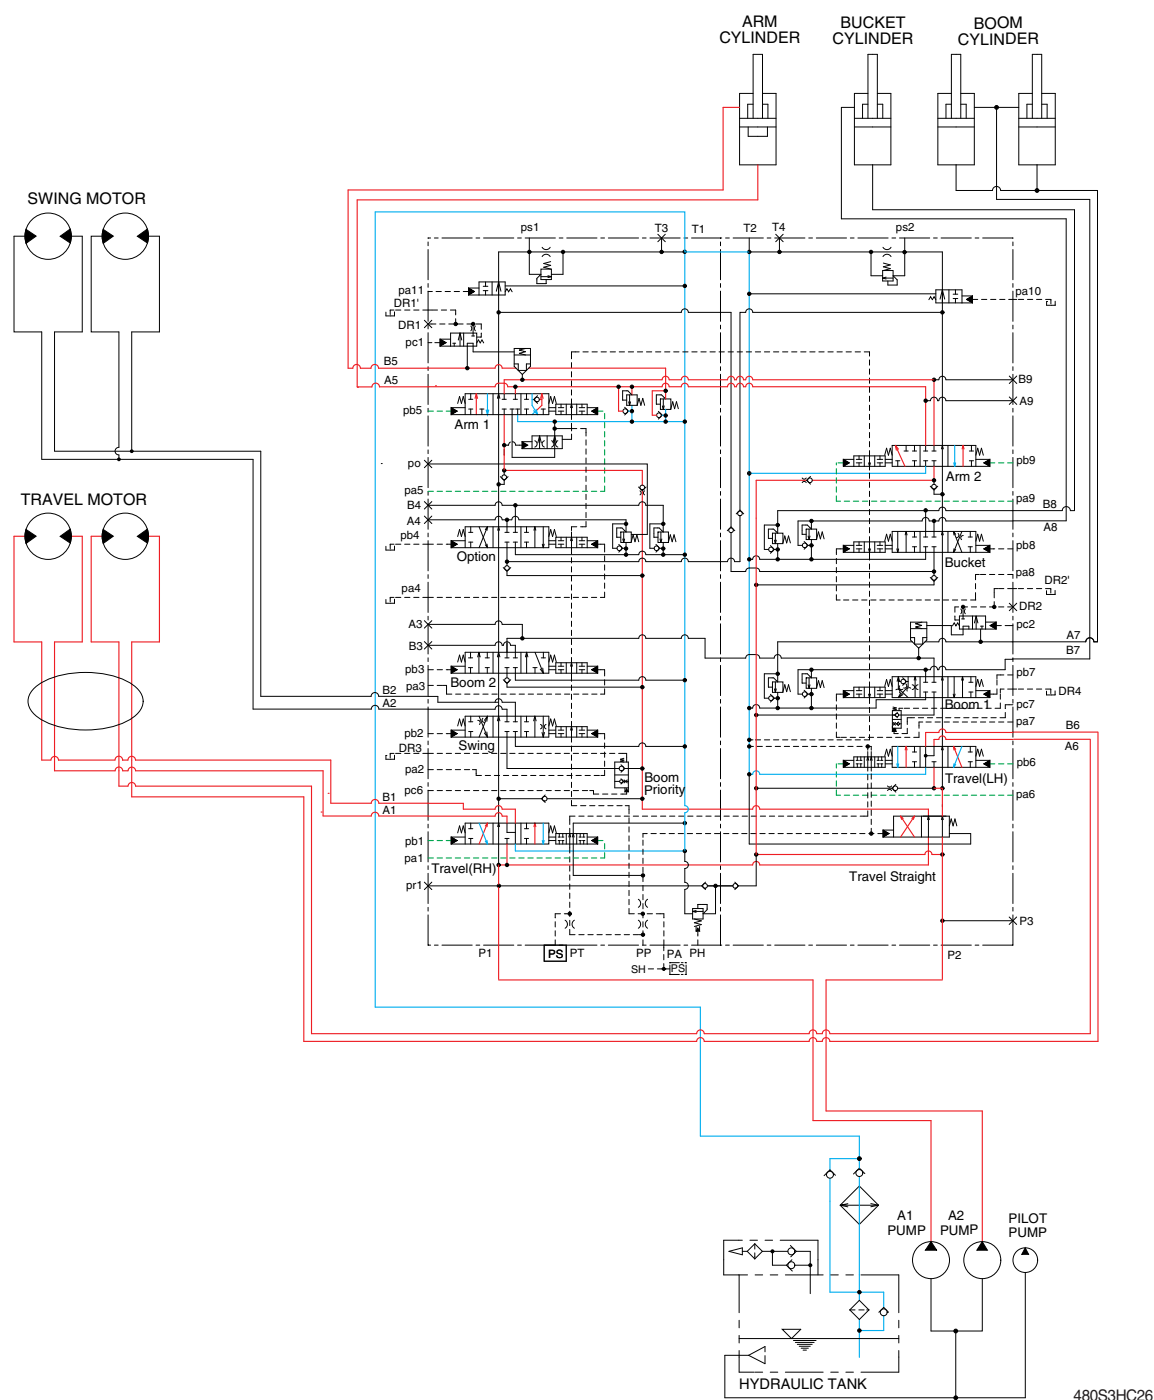 ARM
CYLINDER
BUCKET
CYLINDER
BOOM
CYLINDER
SWING MOTOR
TRAVEL MOTOR
ps1
T3
T1
T2
T4
ps2
pa11
DR1'
DR1
pc1
B5
A5
pb5
Arm 1
po
pa5
B4
A4
pb4
Option
pa4
A3
B3
pb3
Boom 2
pa3
B2
A2
pb2
Swing
DR3
pa2
Boom
Priority
pc6
B1
A1
pb1
pa1
Travel(RH)
pr1
pa10
B9
A9
pb9
Arm 2
pa9
B8
A8
pb8
Bucket
pa8
DR2'
DR2
pc2
A7
B7
pb7
DR4
Boom 1
pc7
pa7
B6
A6
pb6
Travel(LH)
pa6
Travel Straight
P3
P1
PS
PT
PP
PA
PH
P2
SH
PS
A1
PUMP
A2
PUMP
PILOT
PUMP
HYDRAULIC TANK
480S3HC26